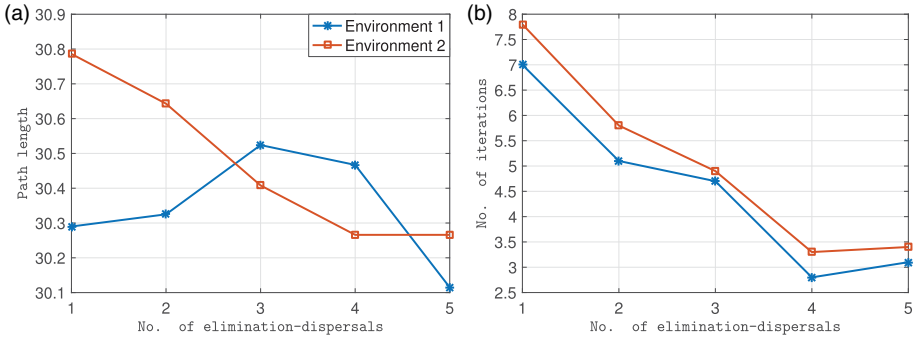 (a)
30.9
30.8
30.7
30.6
30.5
30.4
30.3
30.2
30.1
Path length
Environment 1
Environment 2
1 2 3 4 5
No. of elimination-dispersals
(b)
8
7.5
7
6.5
6
5.5
5
4.5
4
3.5
3
2.5
No. of iterations
1 2 3 4 5
No. of elimination-dispersals